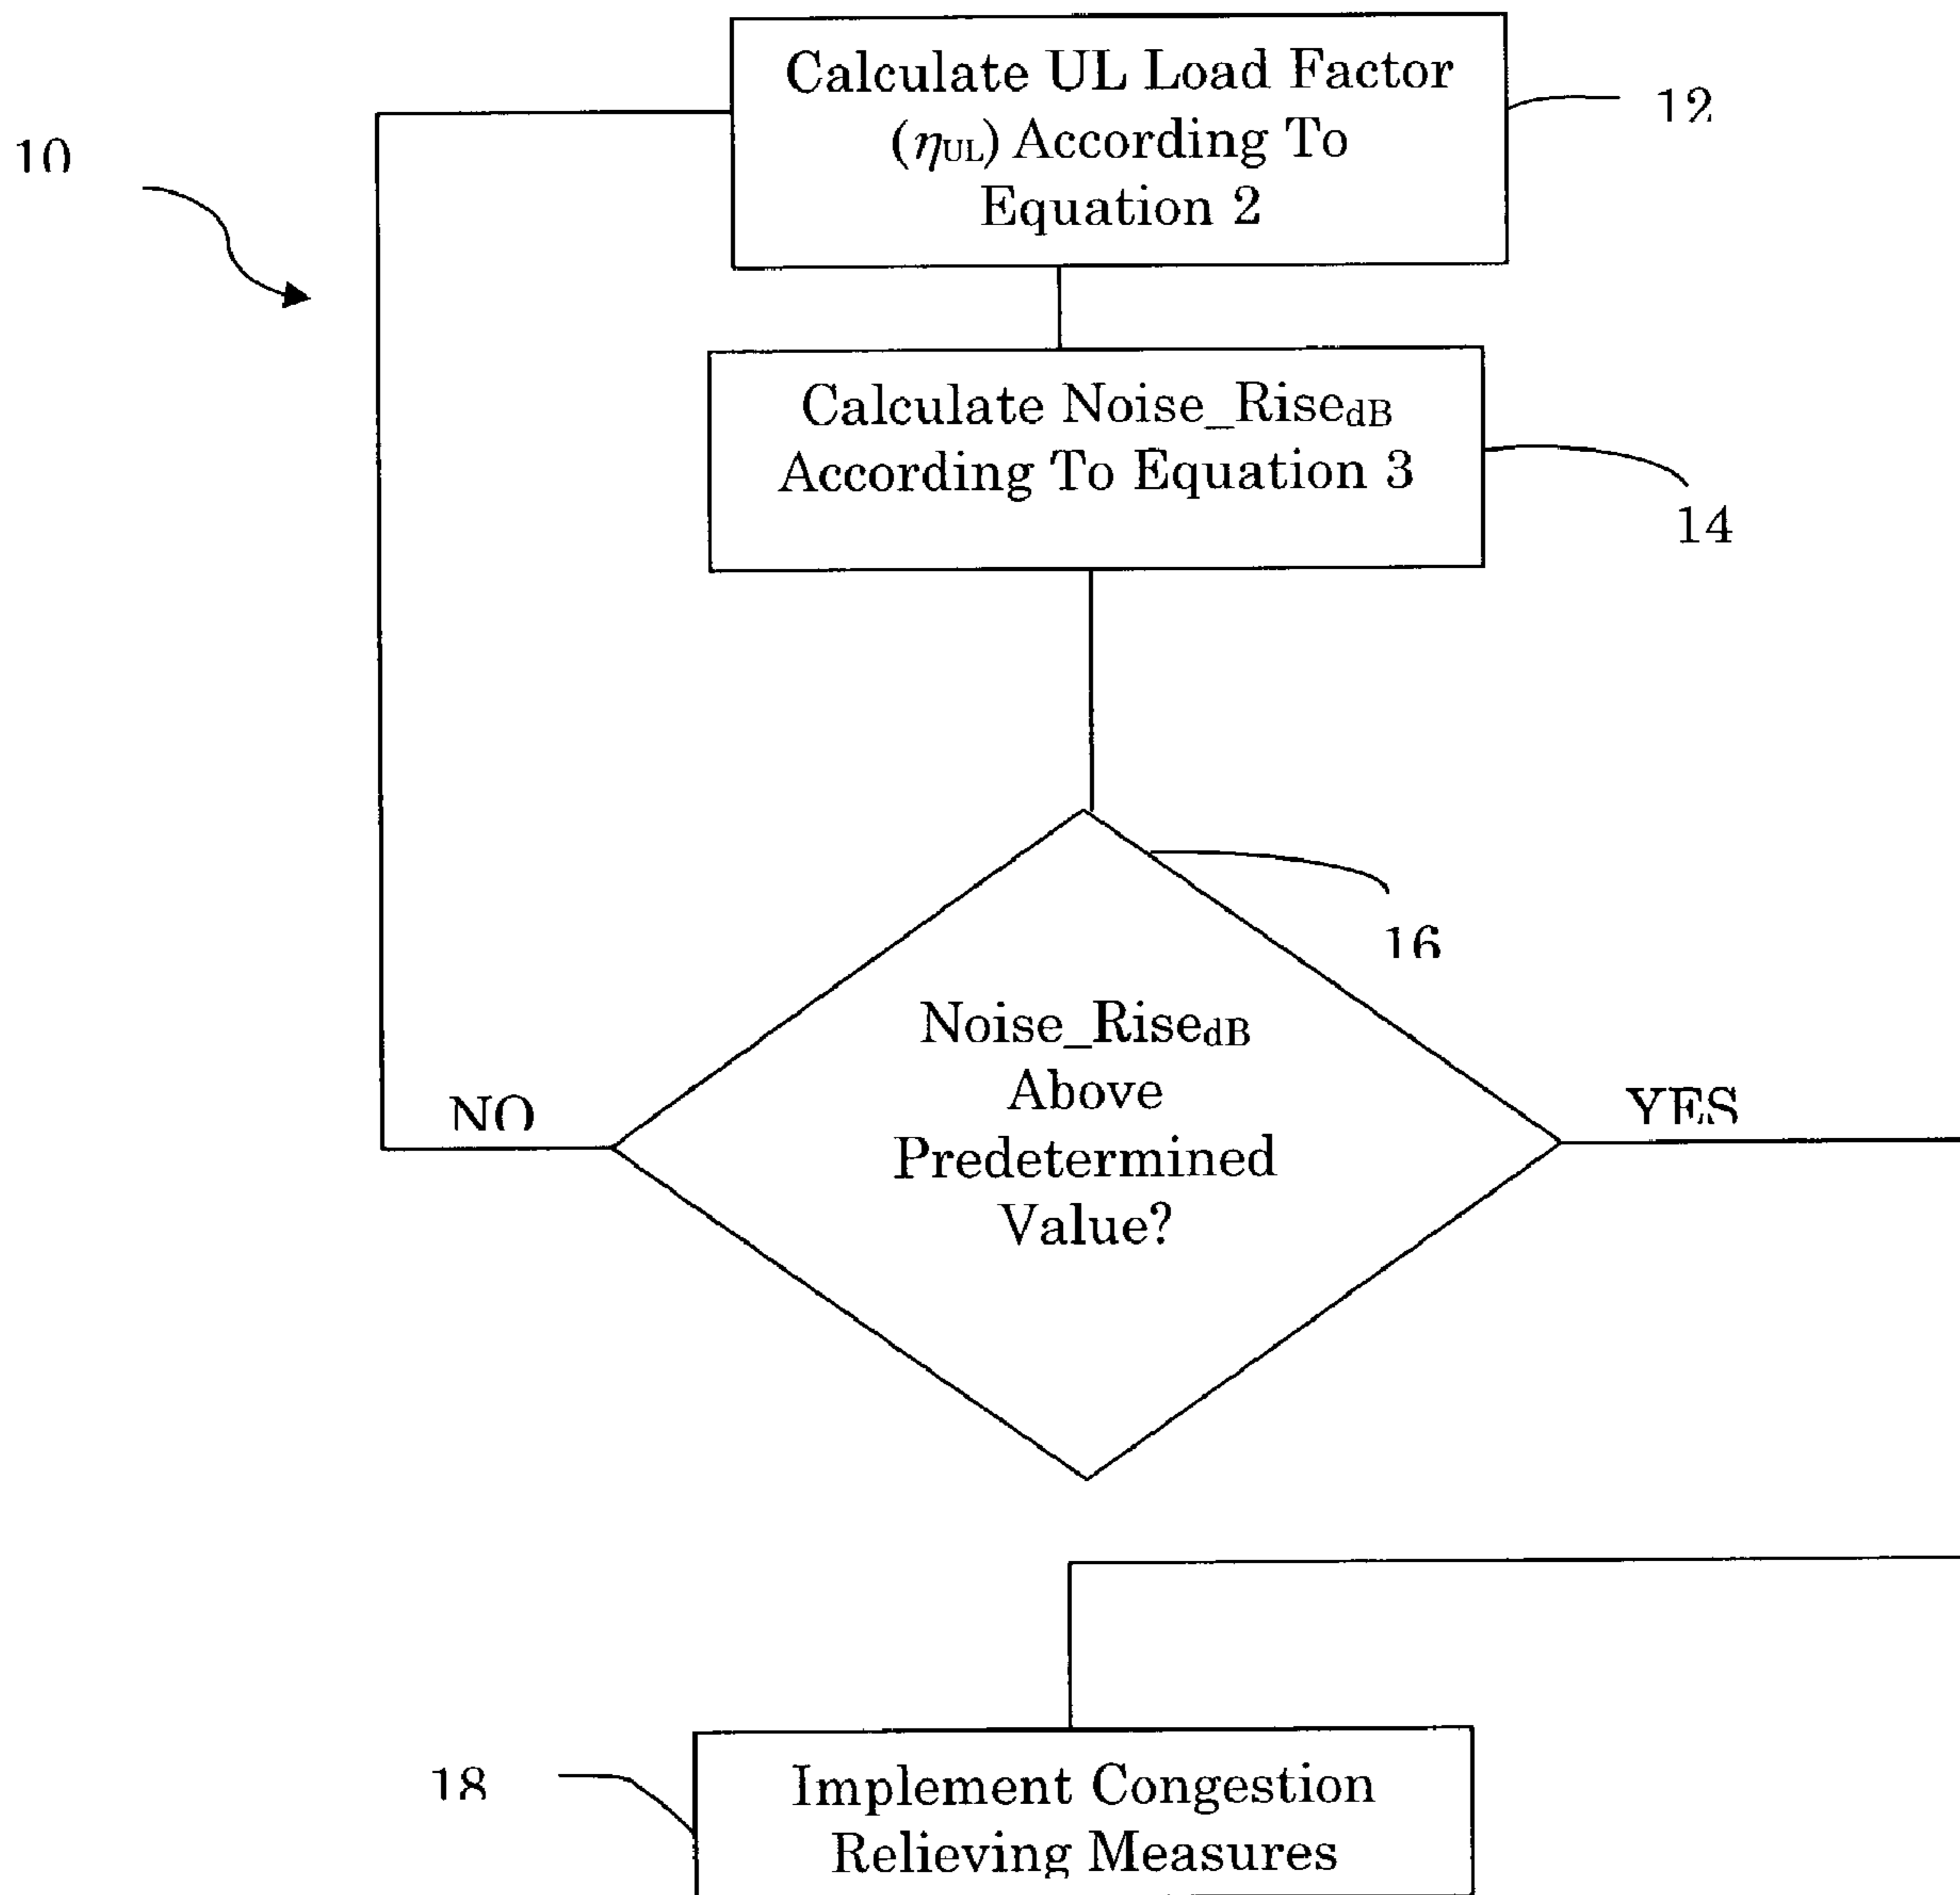 Calculate UL Load Factor
(ηUL) According To
Equation 2
12
10
Calculate Noise_RisedB
According To Equation 3
14
16
Noise_RisedB
Above
Predetermined
Value?
NO
YES
18
Implement Congestion
Relieving Measures